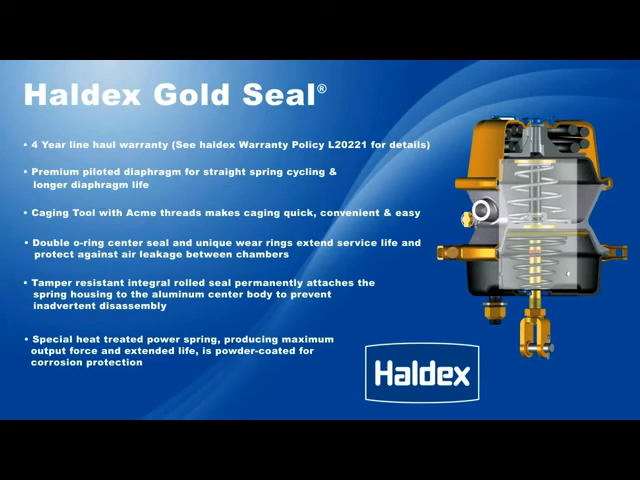 Haldex Gold Seal®
• 4 Year line haul warranty (See haldex Warranty Policy L20221 for details)
• Premium piloted diaphragm for straight spring cycling &
longer diaphragm life
• Caging Tool with Acme threads makes caging quick, convenient & easy
• Double o-ring center seal and unique wear rings extend service life and
protect against air leakage between chambers
• Tamper resistant integral rolled seal permanently attaches the
spring housing to the aluminum center body to prevent
inadvertent disassembly
• Special heat treated power spring, producing maximum
output force and extended life, is powder-coated for
corrosion protection
Haldex